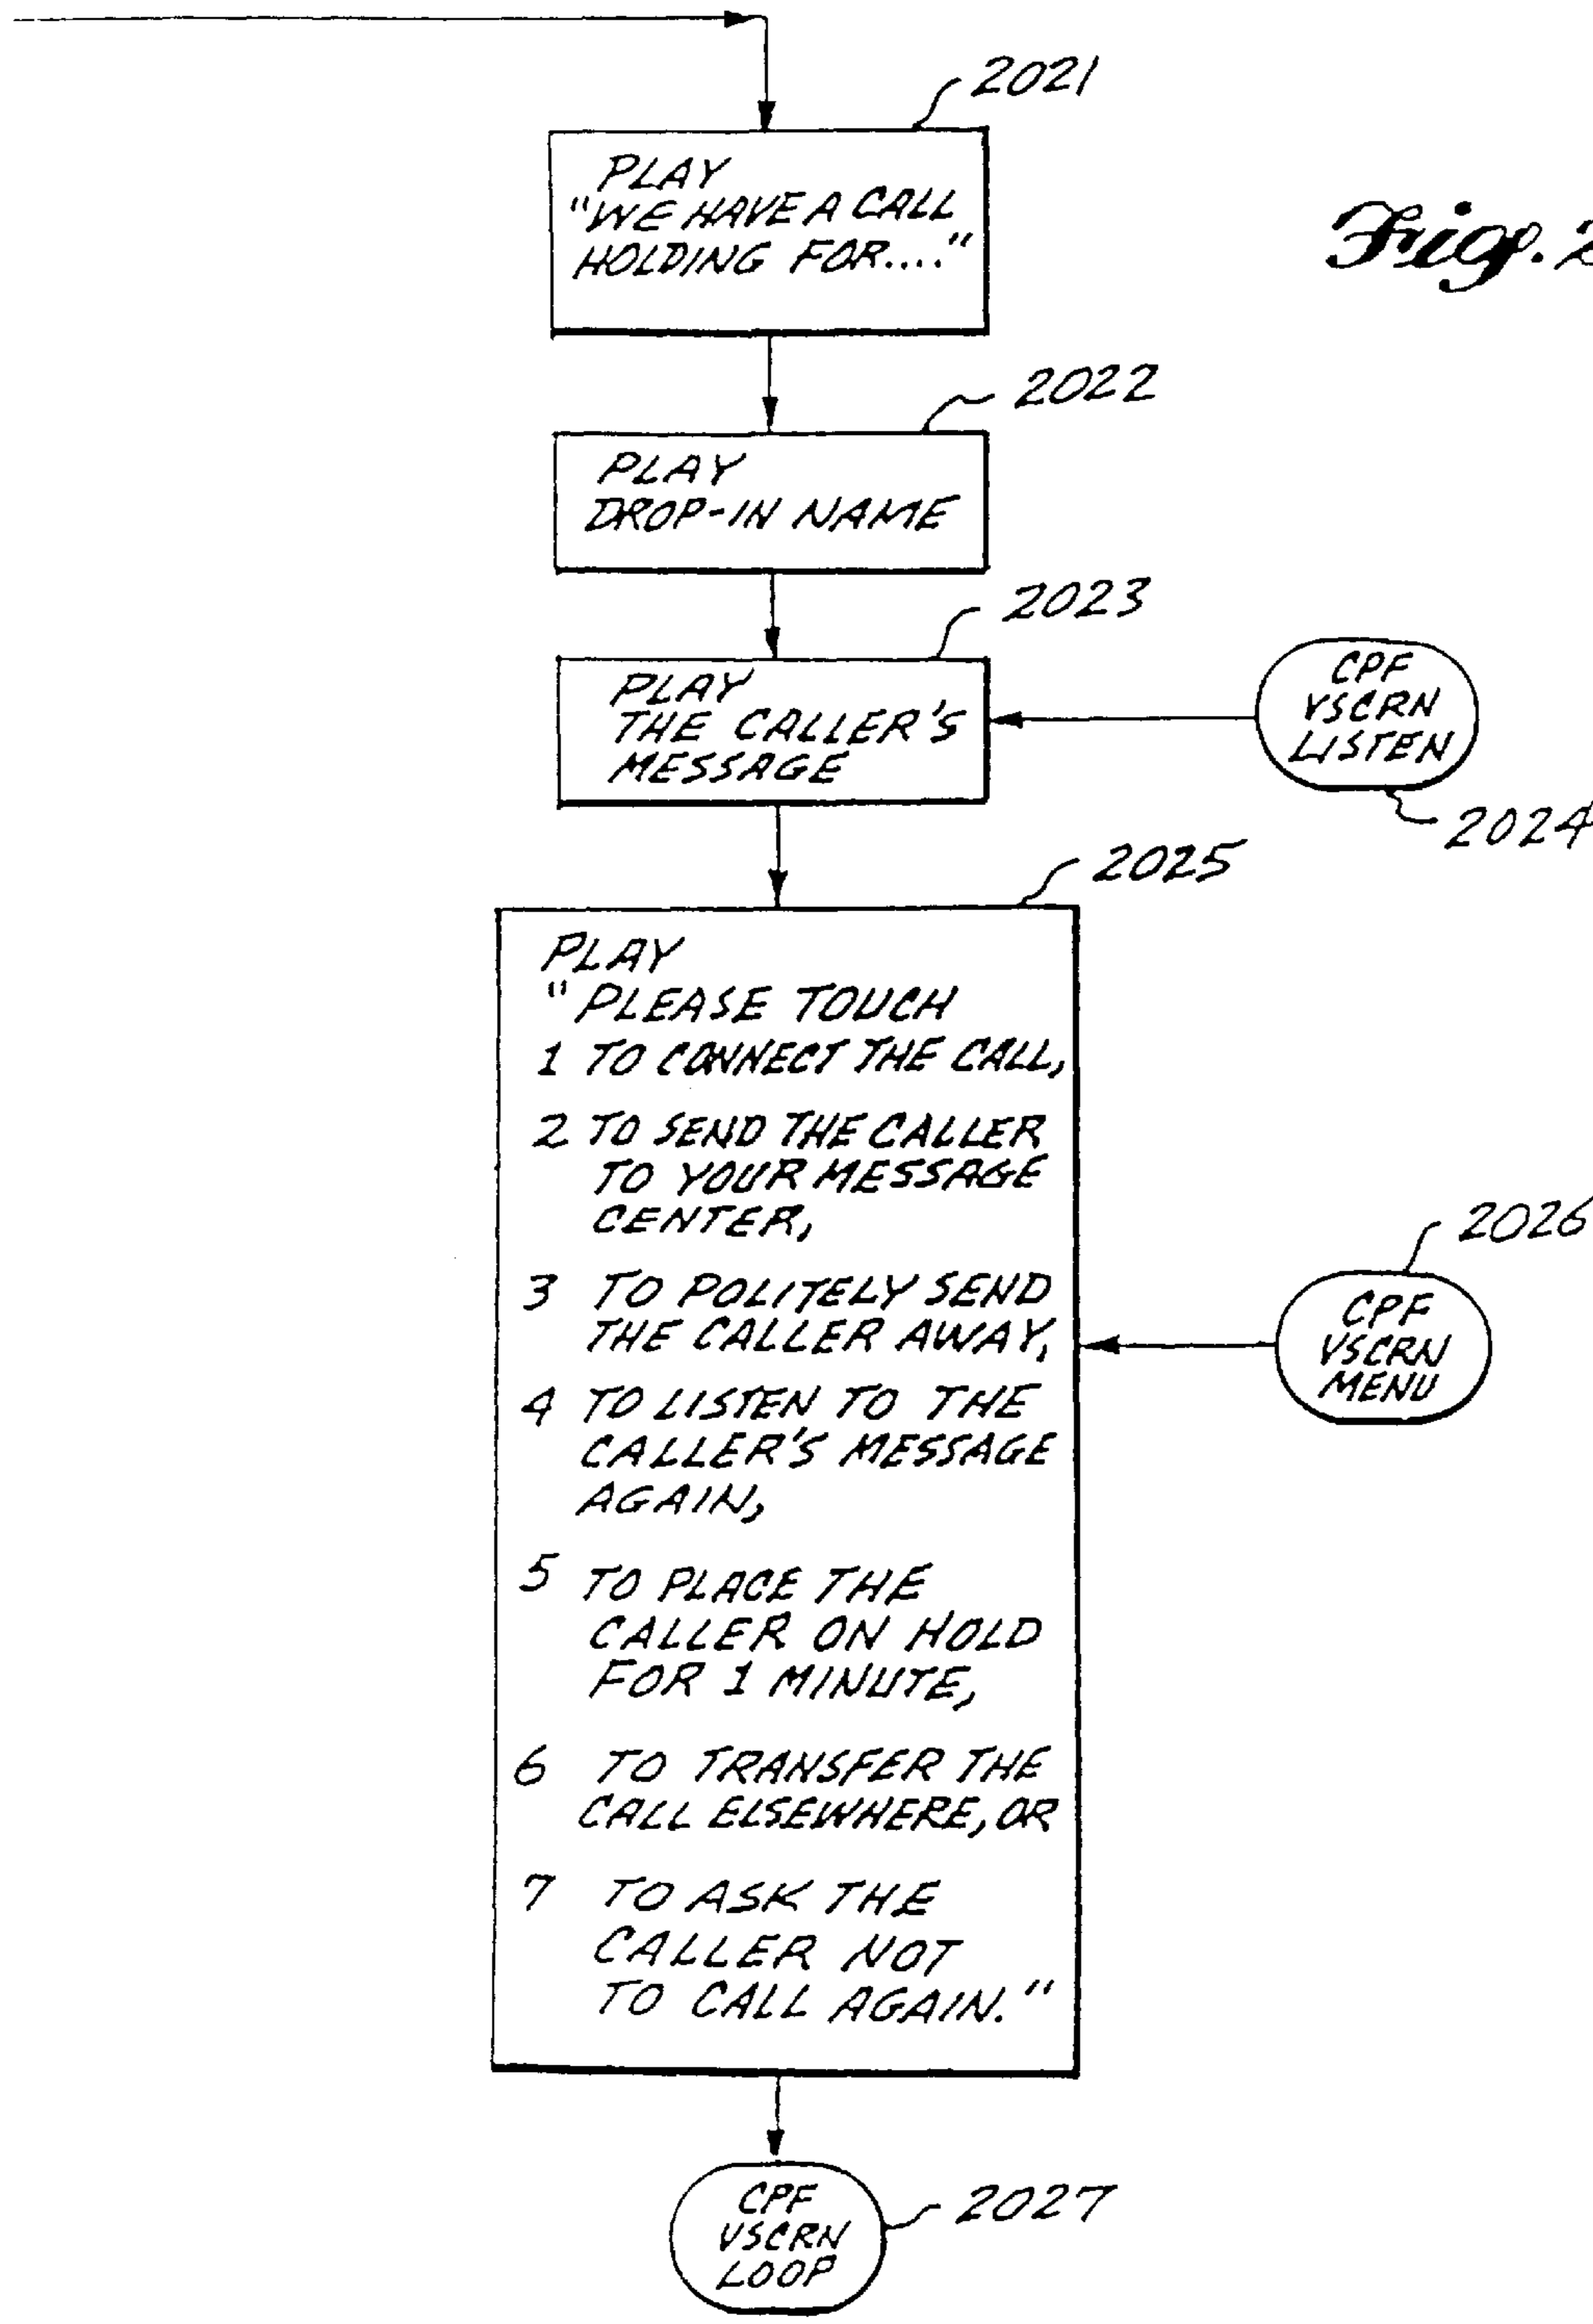 2021
PLAY
"WE HAVE A CALL
HOLDING FOR...."
Fig. 2
2022
PLAY
DROP-IN NAME
2023
PLAY
THE CALLER'S
MESSAGE
CPF
VSCRN
LISTEN
2024
2025
PLAY
"PLEASE TOUCH
1 TO CONNECT THE CALL,
2 TO SEND THE CALLER
TO YOUR MESSAGE
CENTER,
3 TO POLITELY SEND
THE CALLER AWAY,
4 TO LISTEN TO THE
CALLER'S MESSAGE
AGAIN,
5 TO PLACE THE
CALLER ON HOLD
FOR 1 MINUTE,
6 TO TRANSFER THE
CALL ELSEWHERE, OR
7 TO ASK THE
CALLER NOT
TO CALL AGAIN."
2026
CPF
VSCRN
MENU
CPF
VSCRN
LOOP
2027